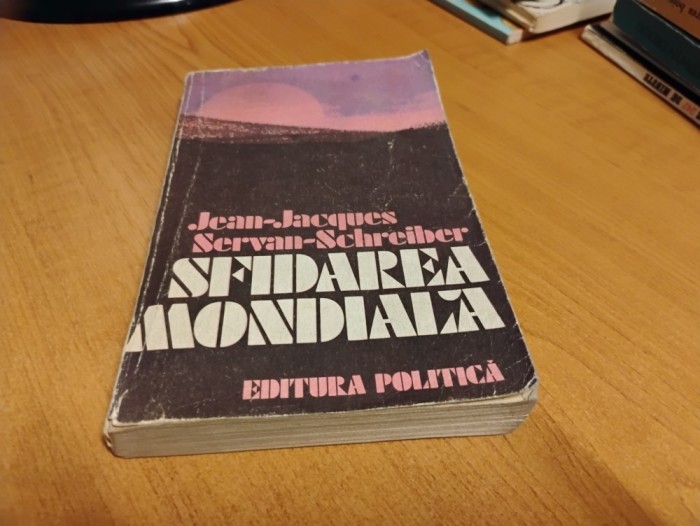 Jean-Jacques
Servan-Schreiber
SFIDAREA
MONDIALĂ
EDITURA POLITICĂ